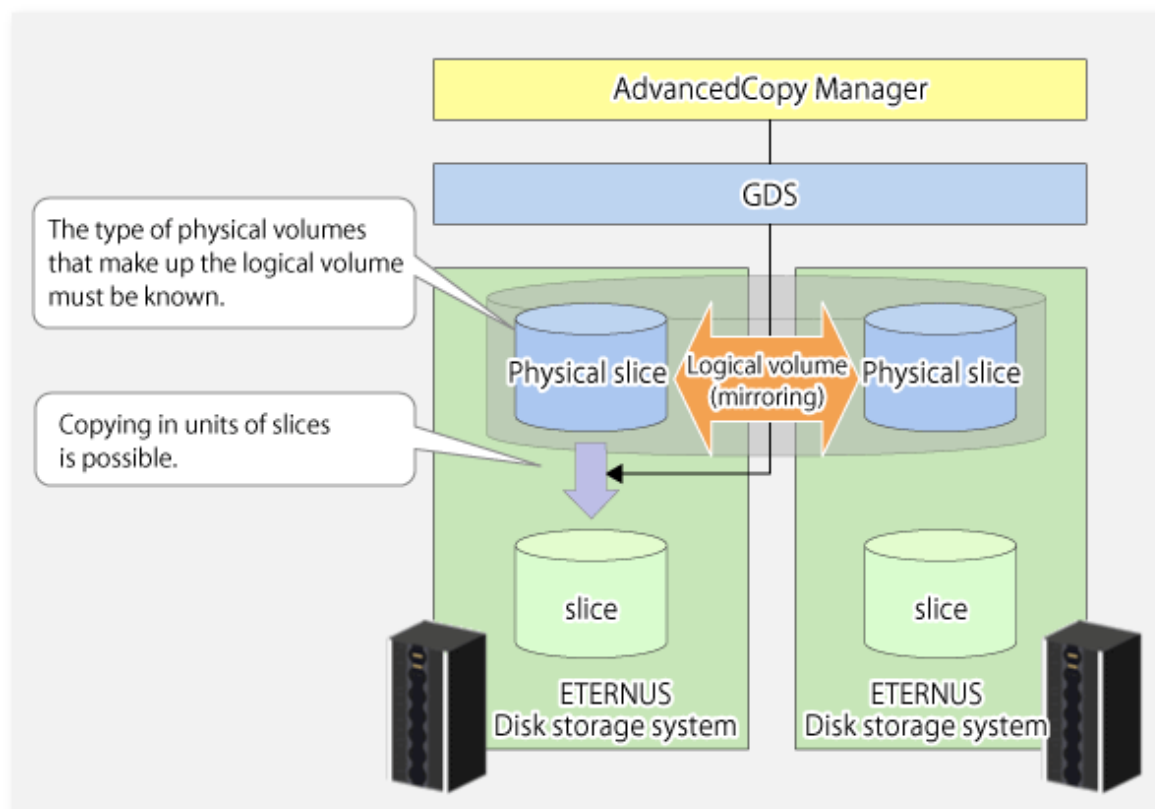 AdvancedCopy Manager
GDS
The type of physical volumes
that make up the logical volume
must be known.
Physical slice
Logical volume
(mirroring)
Physical slice
Copying in units of slices
is possible.
slice
slice
ETERNUS
Disk storage system
ETERNUS
Disk storage system